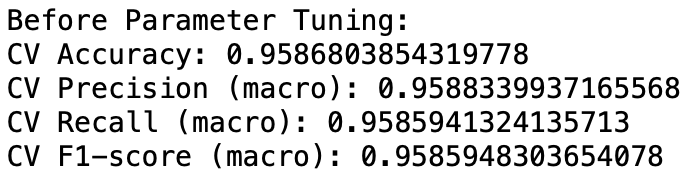 Before Parameter Tuning:
CV Accuracy: 0.9586803854319778
CV Precision (macro): 0.9588339937165568
CV Recall (macro): 0.9585941324135713
CV F1-score (macro): 0.9585948303654078